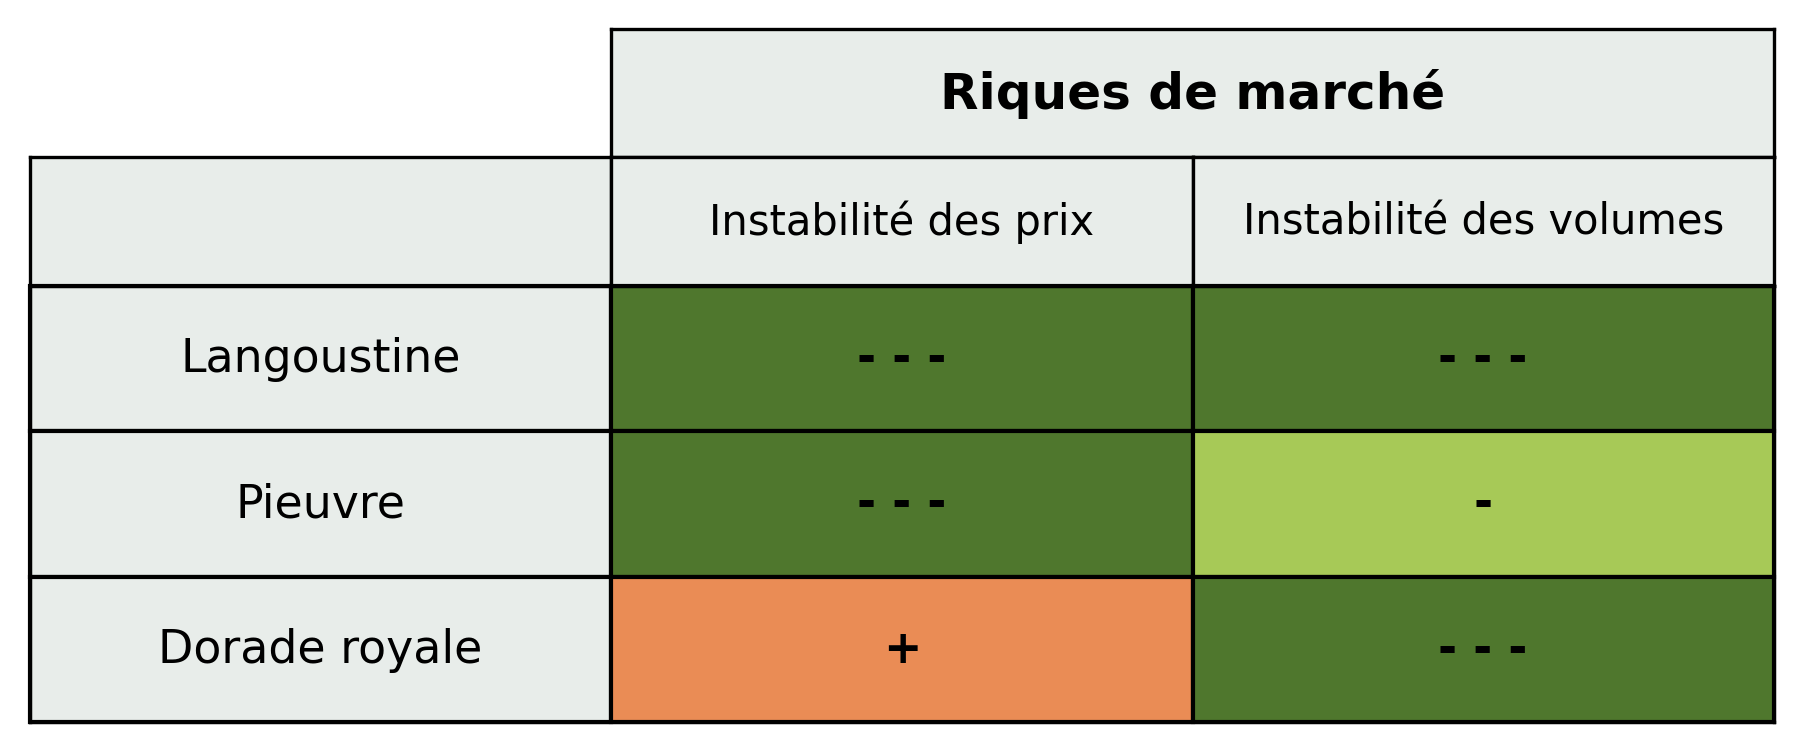 Riques de marché
Instabilité des prix Instabilité des volumes
Langoustine - - - - - -
Pieuvre - - - -
Dorade royale + - - -